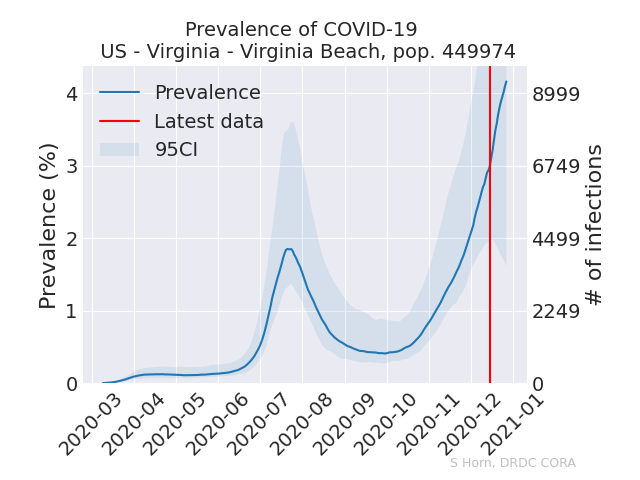 Prevalence of COVID-19
US - Virginia - Virginia Beach, pop. 449974
Prevalence
Latest data
95CI
Prevalence (%)
4
3
2
1
0
8999
6749
4499
2249
0
# of infections
2020-03
2020-04
2020-05
2020-06
2020-07
2020-08
2020-09
2020-10
2020-11
2020-12
2021-01
S Horn, DRDC CORA